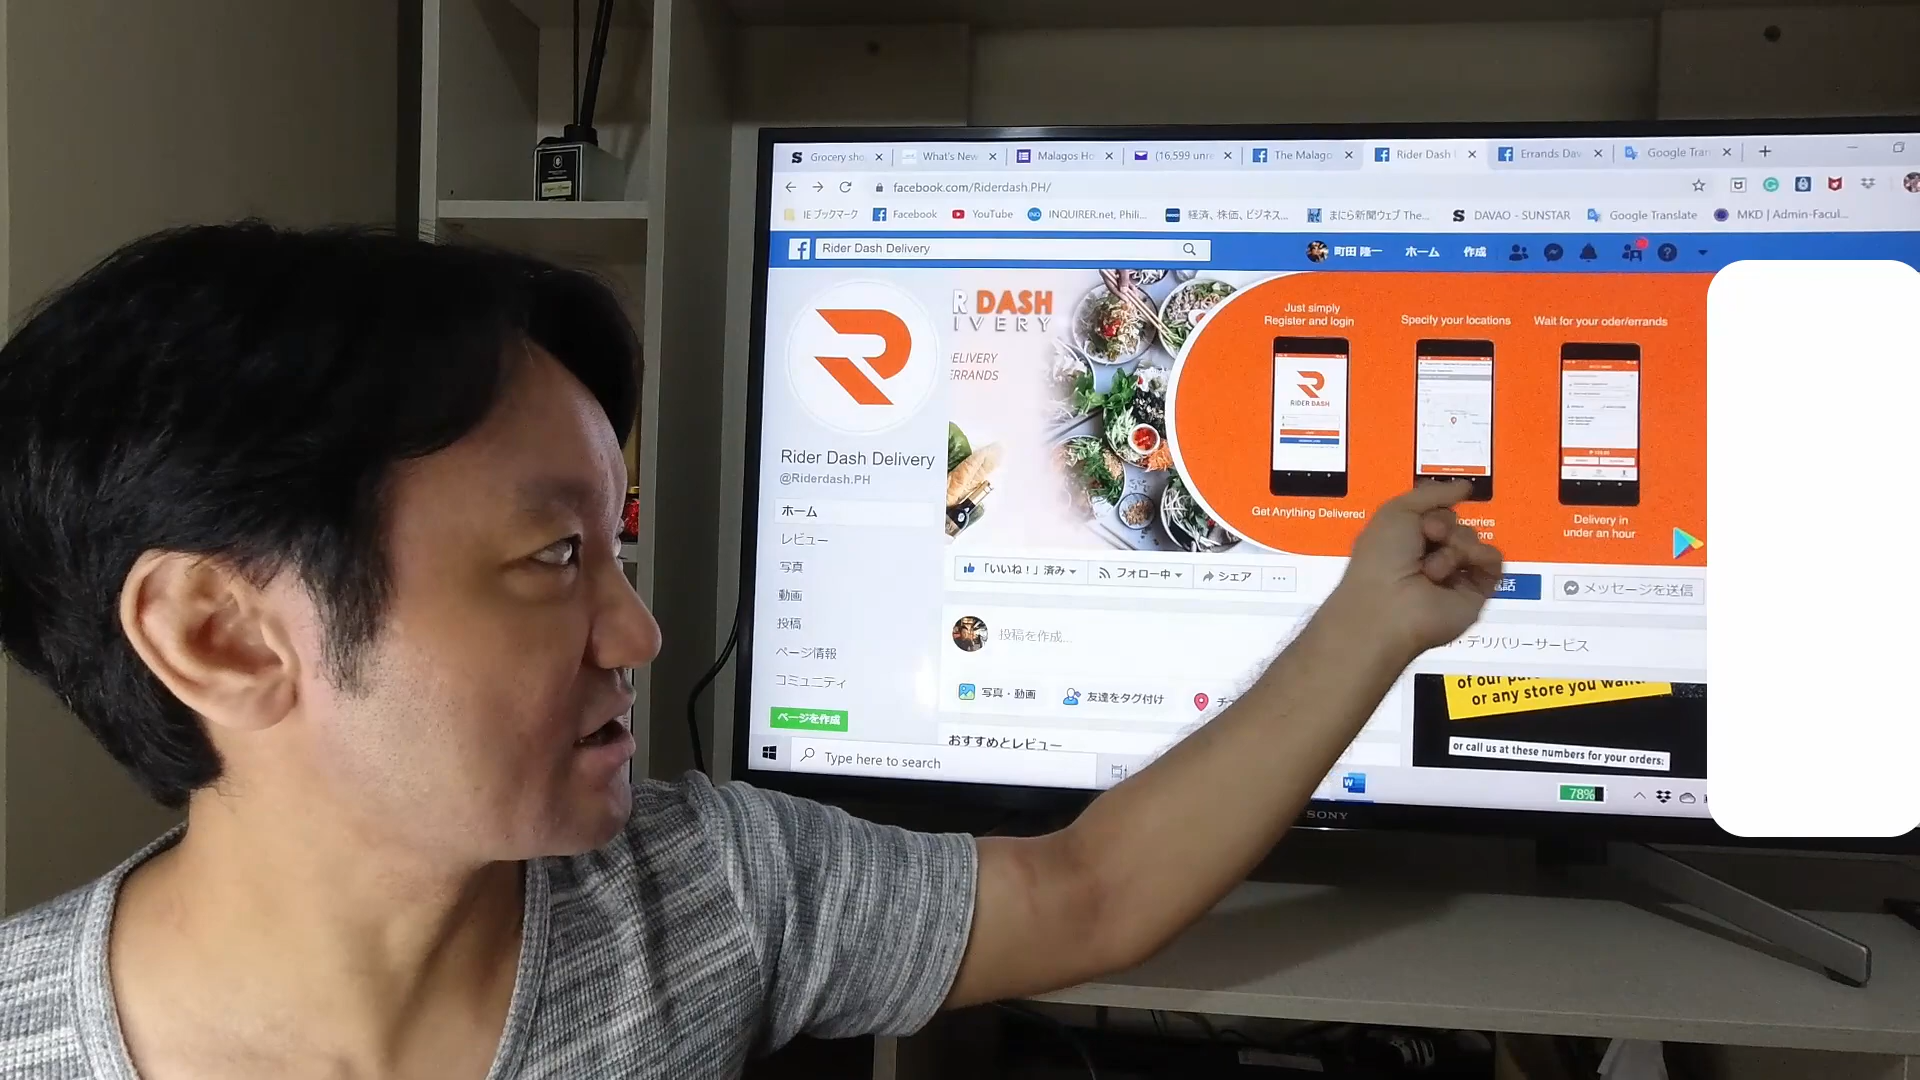 Grocery sho
What's New
Malagos Ho
(16,599 unre
The Malago
Rider Dash
Errands Dav
Google Tran
facebook.com/Riderdash.PH/
IEブックマーク
Facebook
YouTube
INQUIRER.net, Phili...
経済、株価、ビジネス...
まにら新聞ウェブ The...
DAVAO - SUNSTAR
Google Translate
MKD | Admin-Facul...
Rider Dash Delivery
町田 隆一
ホーム
作成
R DASH
IVERY
ELIVERY
ERRANDS
Just simply
Register and login
Specify your locations
Wait for your oder/errands
RIDER DASH
Get Anything Delivered
roceries
ore
Delivery in
under an hour
Rider Dash Delivery
@Riderdash.PH
ホーム
レビュー
写真
動画
投稿
ページ情報
コミュニティ
ページを作成
「いいね！」済み
フォロー中
シェア
電話
メッセージを送信
投稿を作成...
・デリバリーサービス
写真・動画
友達をタグ付け
チ
おすすめとレビュー
or any store you want.
or call us at these numbers for your orders:
Type here to search
78%
SONY